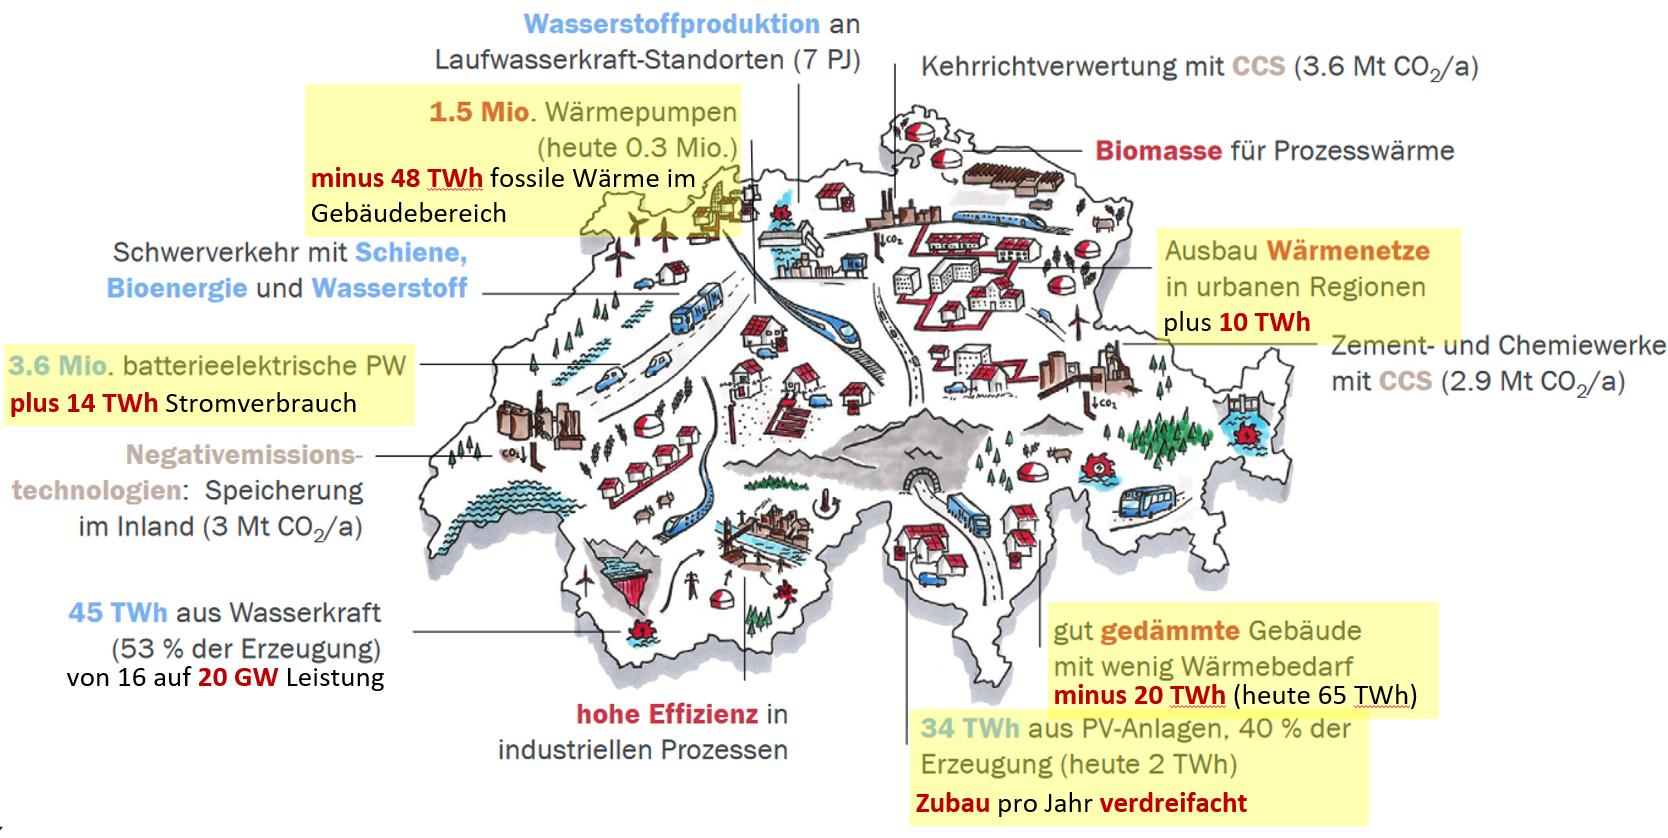 Wasserstoffproduktion an
Laufwasserkraft-Standorten (7 PJ)
Kehrrichtverwertung mit CCS (3.6 Mt CO₂/a)
1.5 Mio. Wärmepumpen
(heute 0.3 Mio.)
minus 48 TWh fossile Wärme im
Gebäudebereich
Biomasse für Prozesswärme
Schwerverkehr mit Schiene,
Bioenergie und Wasserstoff
Ausbau Wärmenetze
in urbanen Regionen
plus 10 TWh
Zement- und Chemiewerke
mit CCS (2.9 Mt CO₂/a)
3.6 Mio. batterieelektrische PW
plus 14 TWh Stromverbrauch
Negativemissions-
technologien: Speicherung
im Inland (3 Mt CO₂/a)
45 TWh aus Wasserkraft
(53 % der Erzeugung)
von 16 auf 20 GW Leistung
hohe Effizienz in
industriellen Prozessen
gut gedämmte Gebäude
mit wenig Wärmebedarf
minus 20 TWh (heute 65 TWh)
34 TWh aus PV-Anlagen, 40 % der
Erzeugung (heute 2 TWh)
Zubau pro Jahr verdreifacht
CO₂
H₂
H₂
CO₂
CO₂